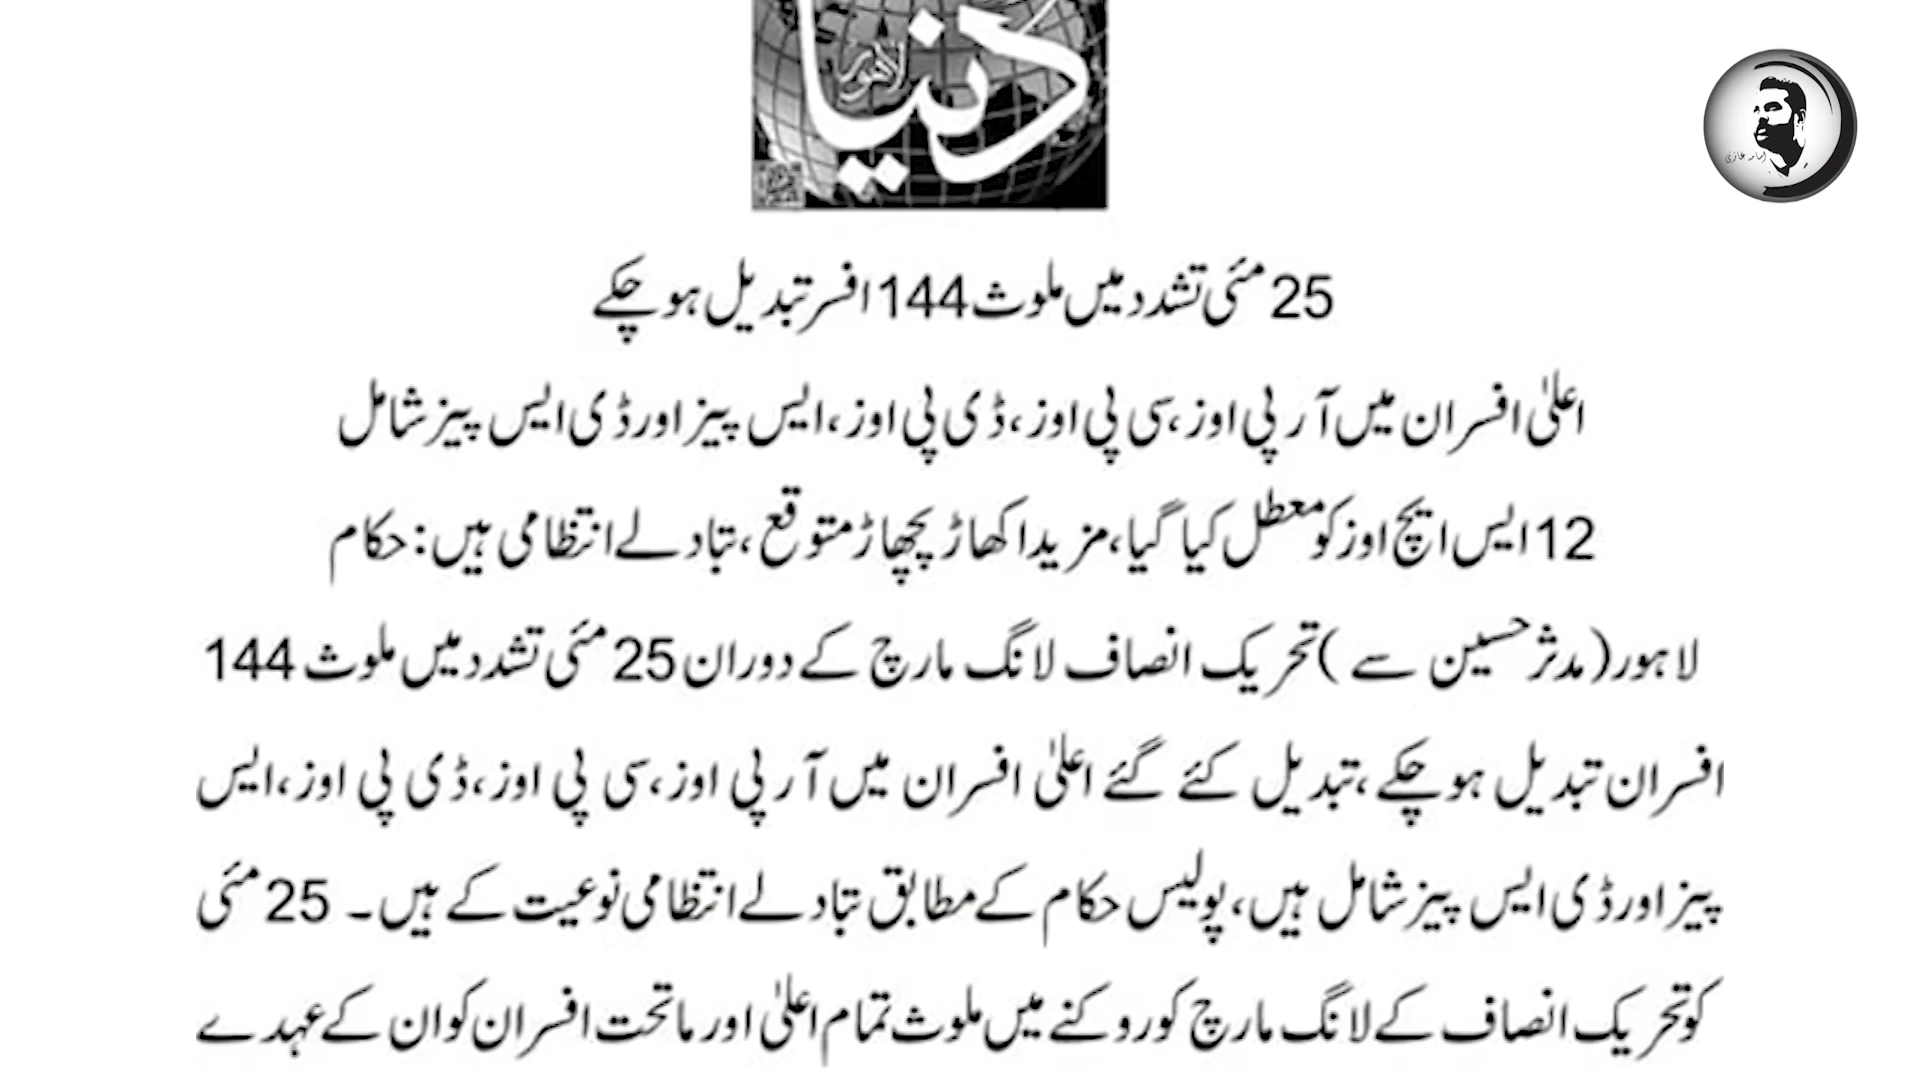 دُنیا
لاہور
اسامہ غازی
25 مئی تشدد میں ملوث 144 افسر تبدیل ہو چکے
اعلیٰ افسران میں آر پی اوز، سی پی اوز، ڈی پی اوز، ایس پیز اور ڈی ایس پیز شامل
12 ایس ایچ اوز کو معطل کیا گیا، مزید اکھاڑ پچھاڑ متوقع، تبادلے انتظامی ہیں: حکام
لاہور (مدثر حسین سے) تحریک انصاف لانگ مارچ کے دوران 25 مئی تشدد میں ملوث 144
افسران تبدیل ہو چکے، تبدیل کئے گئے اعلیٰ افسران میں آر پی اوز، سی پی اوز، ڈی پی اوز، ایس
پیز اور ڈی ایس پیز شامل ہیں، پولیس حکام کے مطابق تبادلے انتظامی نوعیت کے ہیں۔ 25 مئی
کو تحریک انصاف کے لانگ مارچ کو روکنے میں ملوث تمام اعلیٰ اور ماتحت افسران کو ان کے عہدے